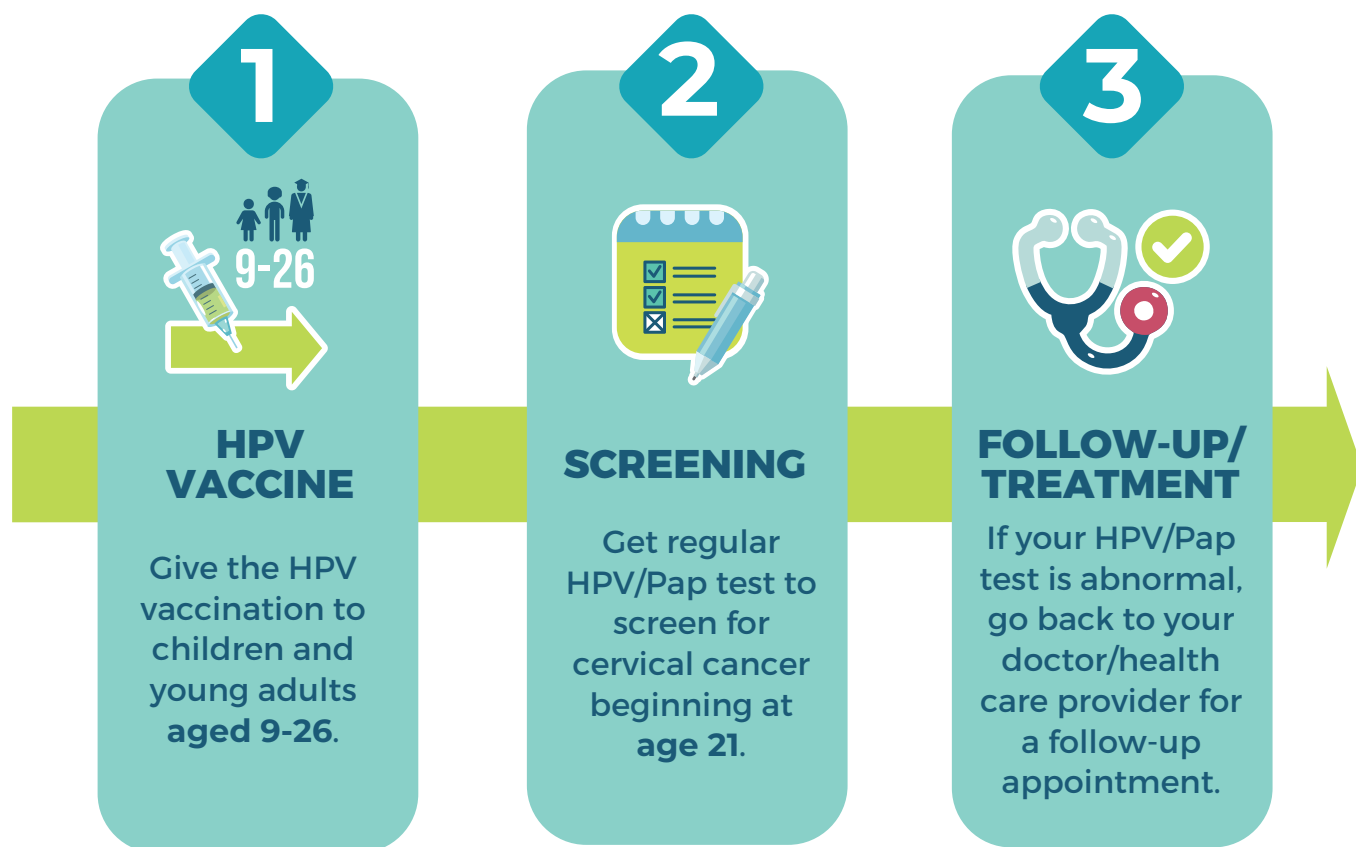 1
9-26
HPV
VACCINE
Give the HPV
vaccination to
children and
young adults
aged 9-26.
2
SCREENING
Get regular
HPV/Pap test to
screen for
cervical cancer
beginning at
age 21.
3
FOLLOW-UP/
TREATMENT
If your HPV/Pap
test is abnormal,
go back to your
doctor/health
care provider for
a follow-up
appointment.